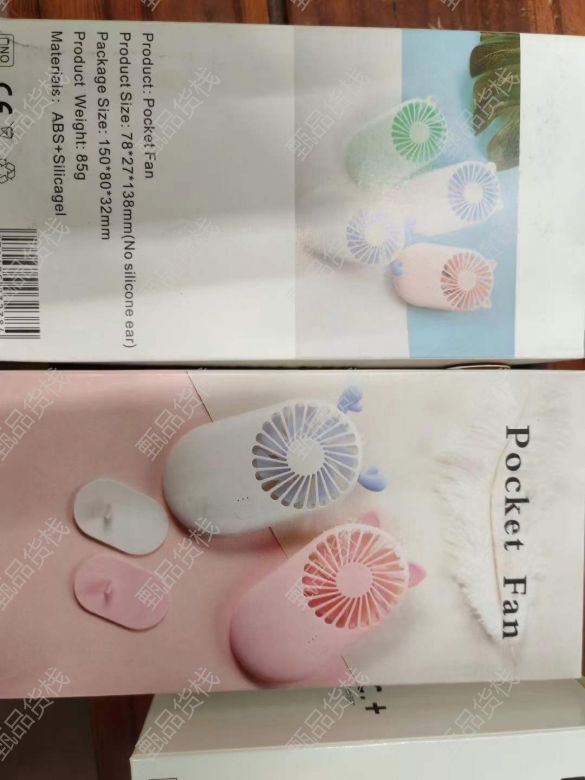 Product: Pocket Fan
Product Size: 78*27*138mm(No silicone ear)
Package Size: 150*80*32mm
Product Weight: 85g
Materials: ABS+Silicagel
CE
Pocket Fan
甄品货栈